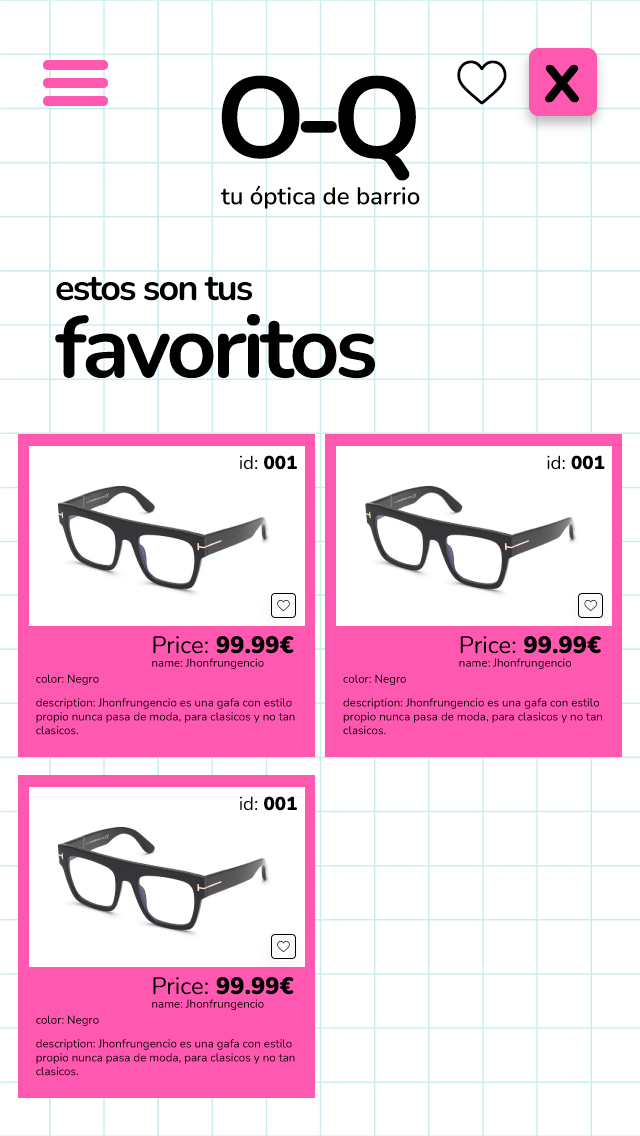 O-Q
X
tu óptica de barrio
estos son tus
favoritos
id: 001
Price: 99.99€
name: Jhonfrungencio
color: Negro
description: Jhonfrungencio es una gafa con estilo
propio nunca pasa de moda, para clasicos y no tan
clasicos.
id: 001
Price: 99.99€
name: Jhonfrungencio
color: Negro
description: Jhonfrungencio es una gafa con estilo
propio nunca pasa de moda, para clasicos y no tan
clasicos.
id: 001
Price: 99.99€
name: Jhonfrungencio
color: Negro
description: Jhonfrungencio es una gafa con estilo
propio nunca pasa de moda, para clasicos y no tan
clasicos.